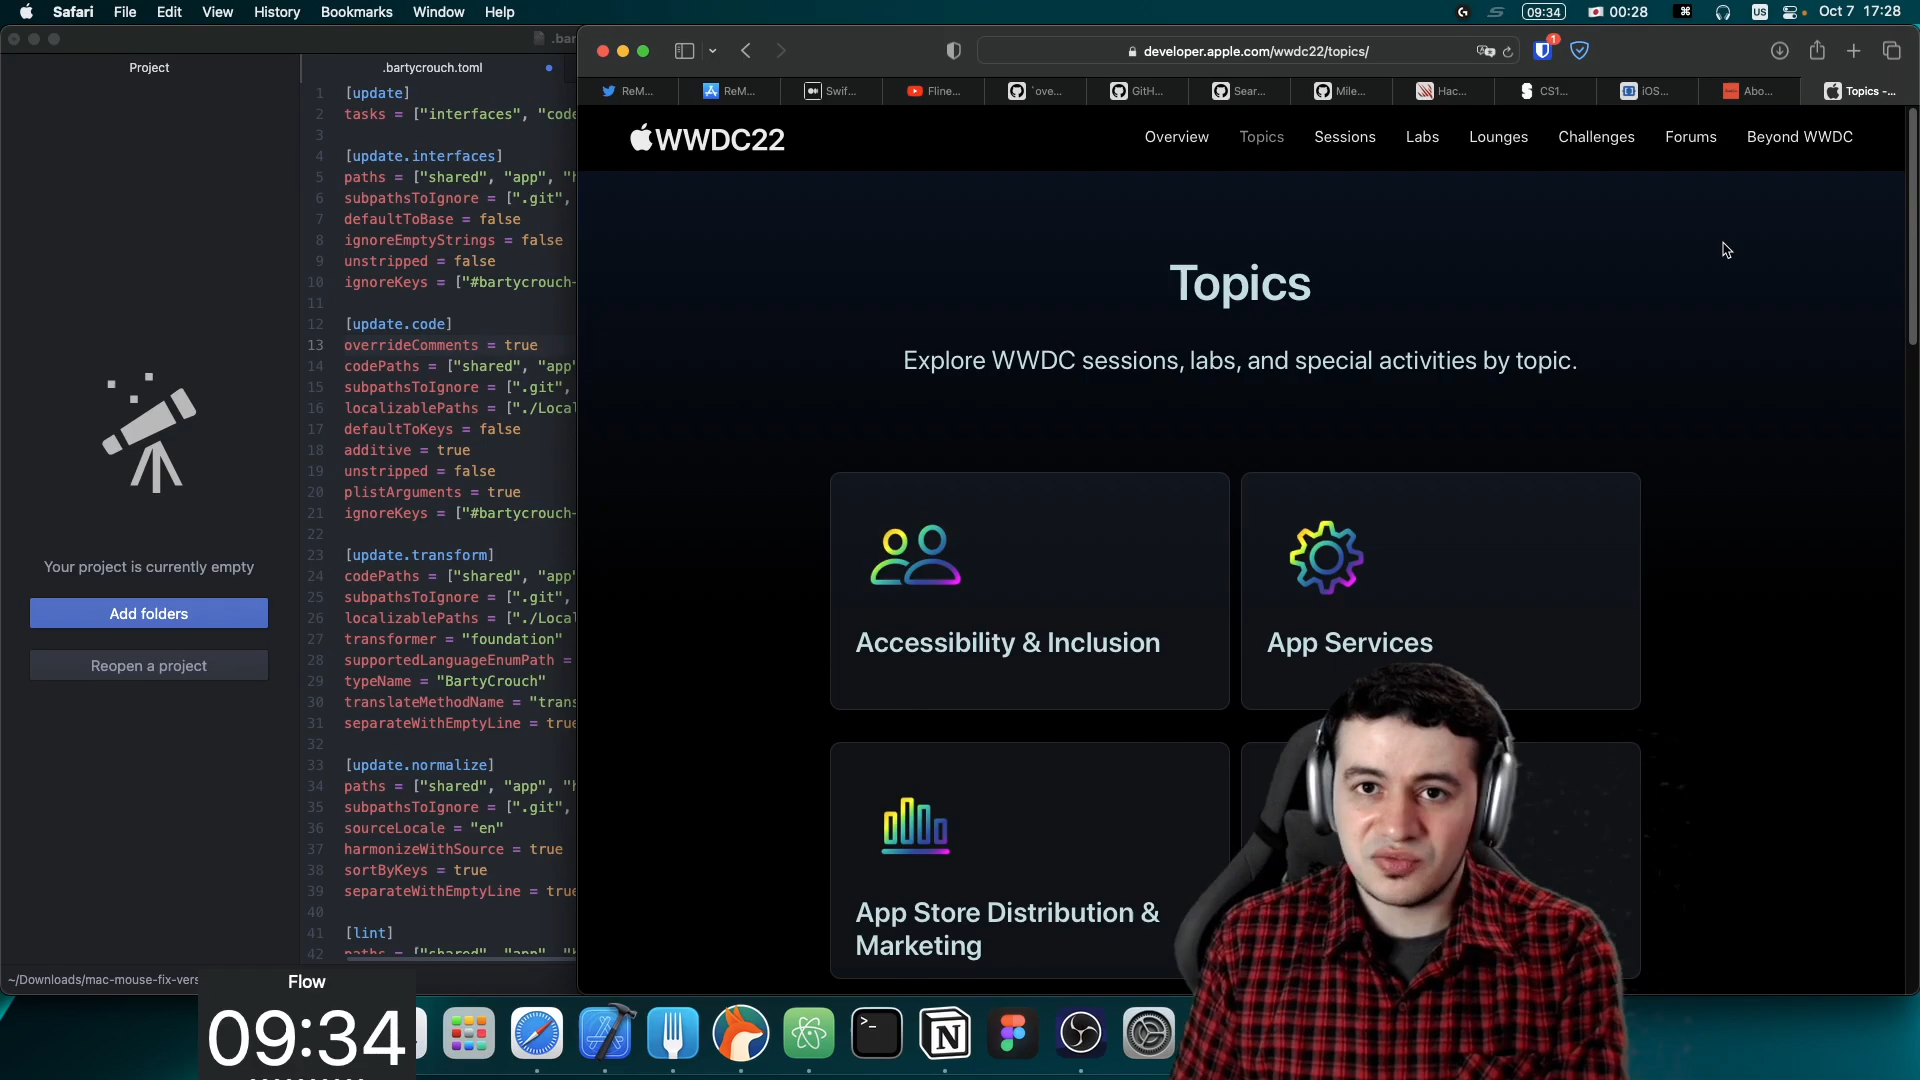 Safari File Edit View History Bookmarks Window Help
09:34 00:28 US Oct 7 17:28
.bar
Project
.bartycrouch.toml
1 [update]
2 tasks = ["interfaces", "code
3
4 [update.interfaces]
5 paths = ["shared", "app", "h
6 subpathsToIgnore = [".git",
7 defaultToBase = false
8 ignoreEmptyStrings = false
9 unstripped = false
10 ignoreKeys = ["#bartycrouch-
11
12 [update.code]
13 overrideComments = true
14 codePaths = ["shared", "app"
15 subpathsToIgnore = [".git",
16 localizablePaths = ["./Local
17 defaultToKeys = false
18 additive = true
19 unstripped = false
20 plistArguments = true
21 ignoreKeys = ["#bartycrouch-
22
23 [update.transform]
24 codePaths = ["shared", "app"
25 subpathsToIgnore = [".git",
26 localizablePaths = ["./Local
27 transformer = "foundation"
28 supportedLanguageEnumPath =
29 typeName = "BartyCrouch"
30 translateMethodName = "trans
31 separateWithEmptyLine = true
32
33 [update.normalize]
34 paths = ["shared", "app", "h
35 subpathsToIgnore = [".git",
36 sourceLocale = "en"
37 harmonizeWithSource = true
38 sortByKeys = true
39 separateWithEmptyLine = true
40
41 [lint]
42 paths = ["shared", "app", "h
Your project is currently empty
Add folders
Reopen a project
~/Downloads/mac-mouse-fix-vers
developer.apple.com/wwdc22/topics/
1
ReM... ReM... Swif... Fline... 'ove... GitH... Sear... Mile... Hac... CS1... iOS... Abo... Topics -...
WWDC22
Overview Topics Sessions Labs Lounges Challenges Forums Beyond WWDC
Topics
Explore WWDC sessions, labs, and special activities by topic.
Accessibility & Inclusion
App Services
App Store Distribution &
Marketing
Flow
09:34